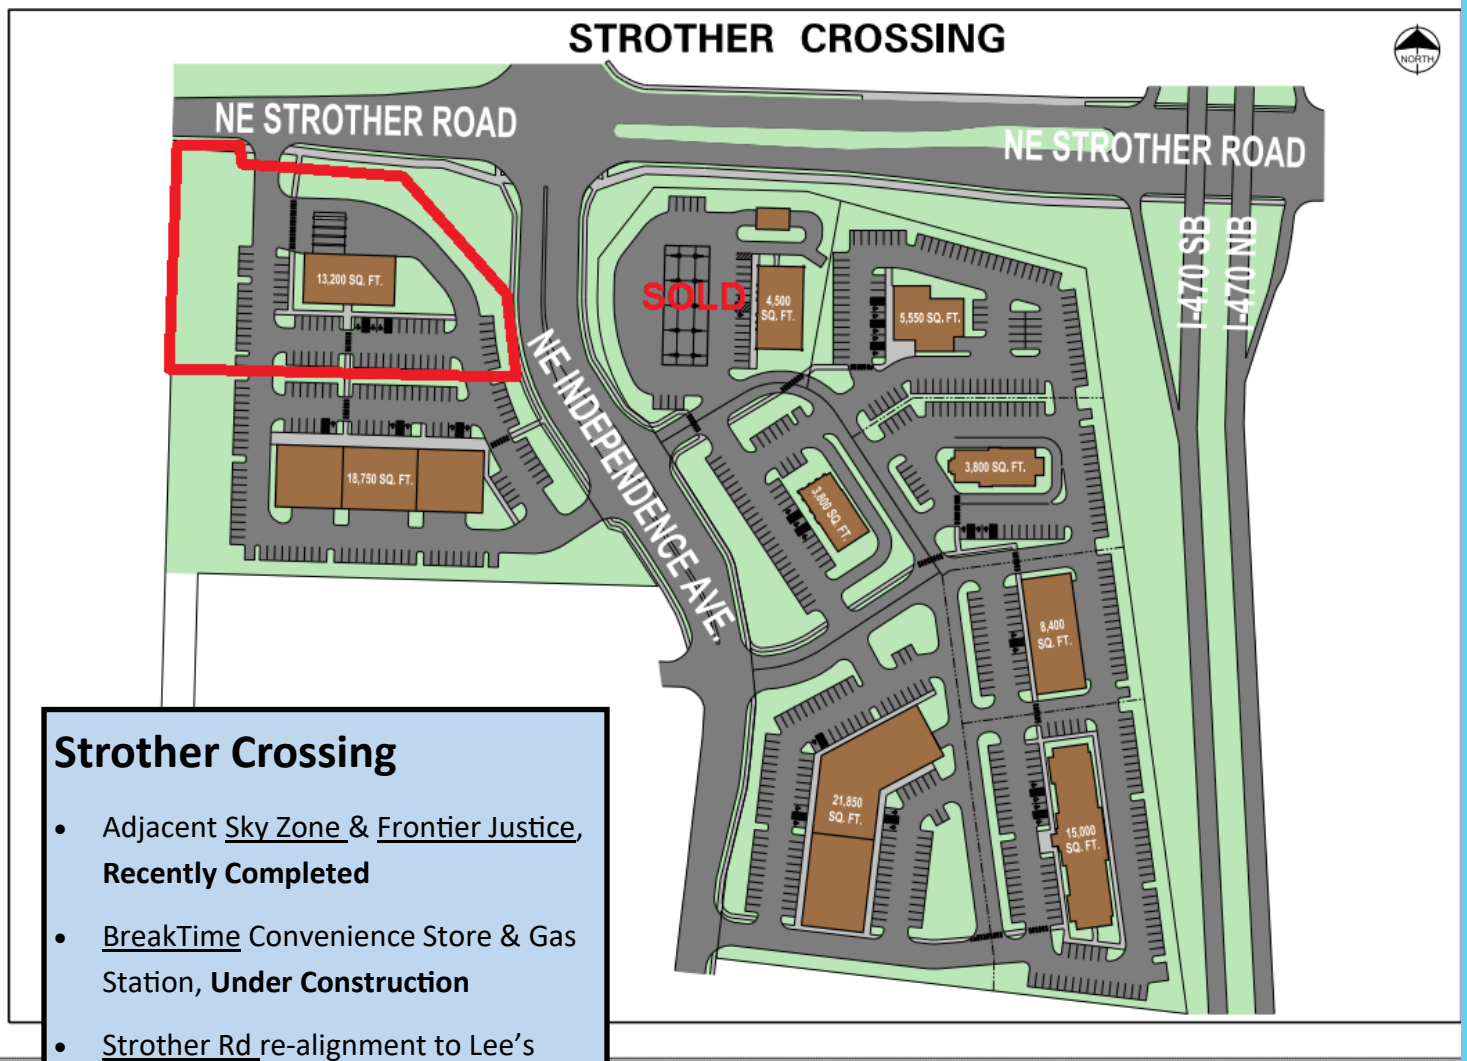 STROTHER CROSSING
NORTH
NE STROTHER ROAD
NE STROTHER ROAD
I-470 SB
I-470 NB
13,200 SQ. FT.
SOLD
4,500
SQ. FT.
5,550 SQ. FT.
NE INDEPENDENCE AVE.
18,750 SQ. FT.
3,800 SQ. FT.
3,800 SQ. FT.
8,400
SQ. FT.
21,850
SQ. FT.
15,000
SQ. FT.
Strother Crossing
• Adjacent Sky Zone & Frontier Justice,
Recently Completed
• BreakTime Convenience Store & Gas
Station, Under Construction
• Strother Rd re-alignment to Lee’s